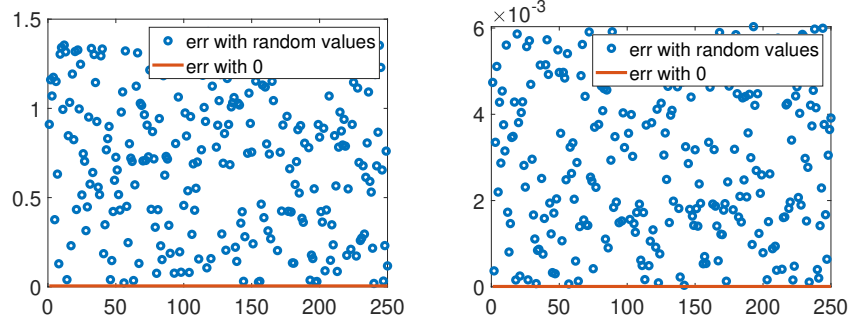 1.5
1
0.5
0
0 50 100 150 200 250
err with random values
err with 0
×10⁻³
6
4
2
0
0 50 100 150 200 250
err with random values
err with 0